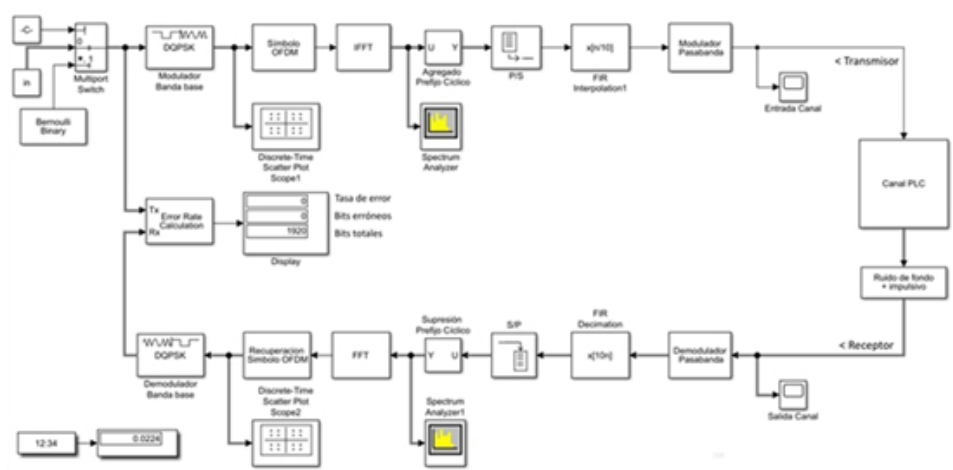 -C-
in
Bernoulli
Binary
0
*, 1
Multiport
Switch
DQPSK
Modulador
Banda base
Símbolo
OFDM
IFFT
U Y
Agregado
Prefijo Cíclico
P/S
x[n/10]
FIR
Interpolation1
Modulador
Pasabanda
< Transmisor
Entrada Canal
Discrete-Time
Scatter Plot
Scope1
Spectrum
Analyzer
Canal PLC
Tx
Rx
Error Rate
Calculation
0
0
1920
Display
Tasa de error
Bits erróneos
Bits totales
Ruido de fondo
+ impulsivo
< Receptor
DQPSK
Demodulador
Banda base
Recuperacion
Simbolo OFDM
FFT
Supresión
Prefijo Cíclico
Y U
S/P
FIR
Decimation
x[10n]
Demodulador
Pasabanda
Salida Canal
Discrete-Time
Scatter Plot
Scope2
Spectrum
Analyzer1
12:34
0.0224